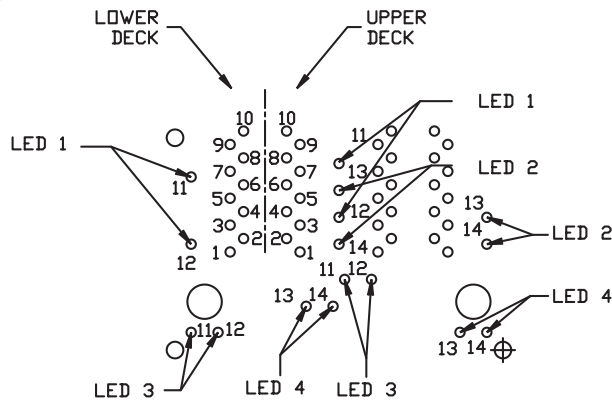 LOWER
DECK
UPPER
DECK
LED 1
10 10
11
LED 1
9 9
8 8
13
LED 2
7 7
11
6 6
5 5
12
13
4 4
3 3
14
LED 2
2 2
14
12
1 1
11 12
13 14
LED 4
11 12
13 14
LED 3
LED 4
LED 3